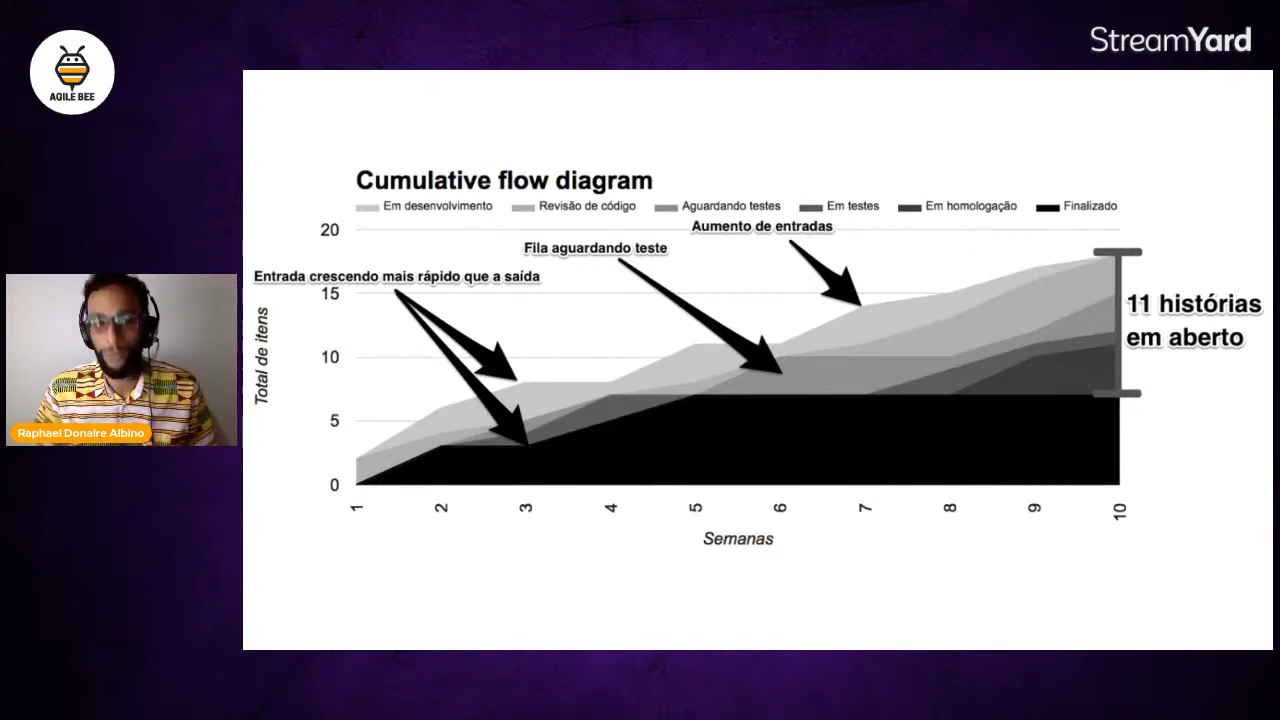 AGILE BEE
StreamYard
Cumulative flow diagram
Em desenvolvimento
Revisão de código
Aguardando testes
Em testes
Em homologação
Finalizado
Aumento de entradas
Fila aguardando teste
Entrada crescendo mais rápido que a saída
20
15
10
5
0
Total de itens
11 histórias
em aberto
1
2
3
4
5
6
7
8
9
10
Semanas
Raphael Donaire Albino